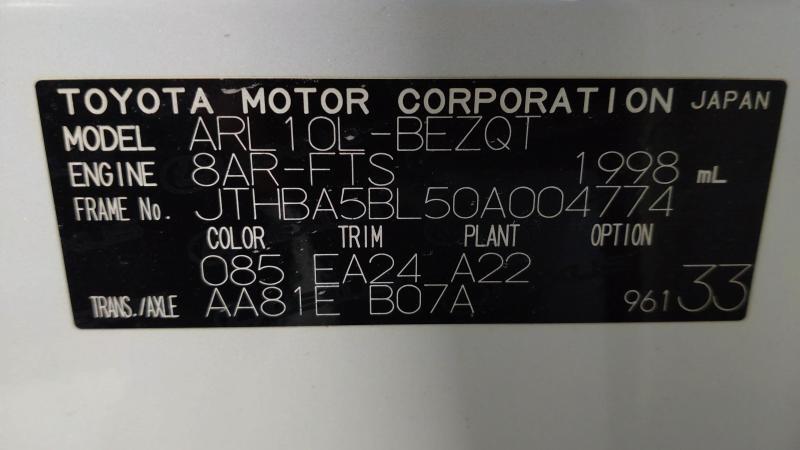 TOYOTA MOTOR CORPORATION JAPAN
MODEL ARL10L-BEZQT
ENGINE 8AR-FTS 1998 mL
FRAME No. JTHBA5BL50A004774
COLOR TRIM PLANT OPTION
085 EA24 A22
TRANS./AXLE AA81E B07A 961 33